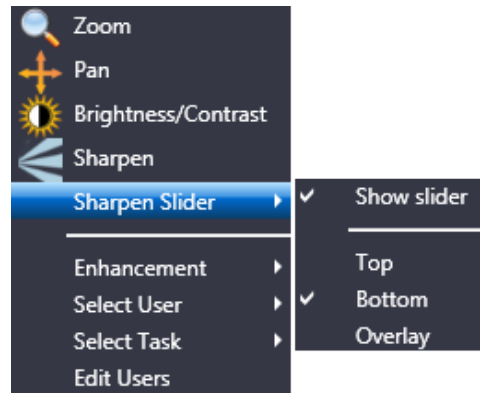 Zoom
Pan
Brightness/Contrast
Sharpen
Sharpen Slider
Enhancement
Select User
Select Task
Edit Users
Show slider
Top
Bottom
Overlay